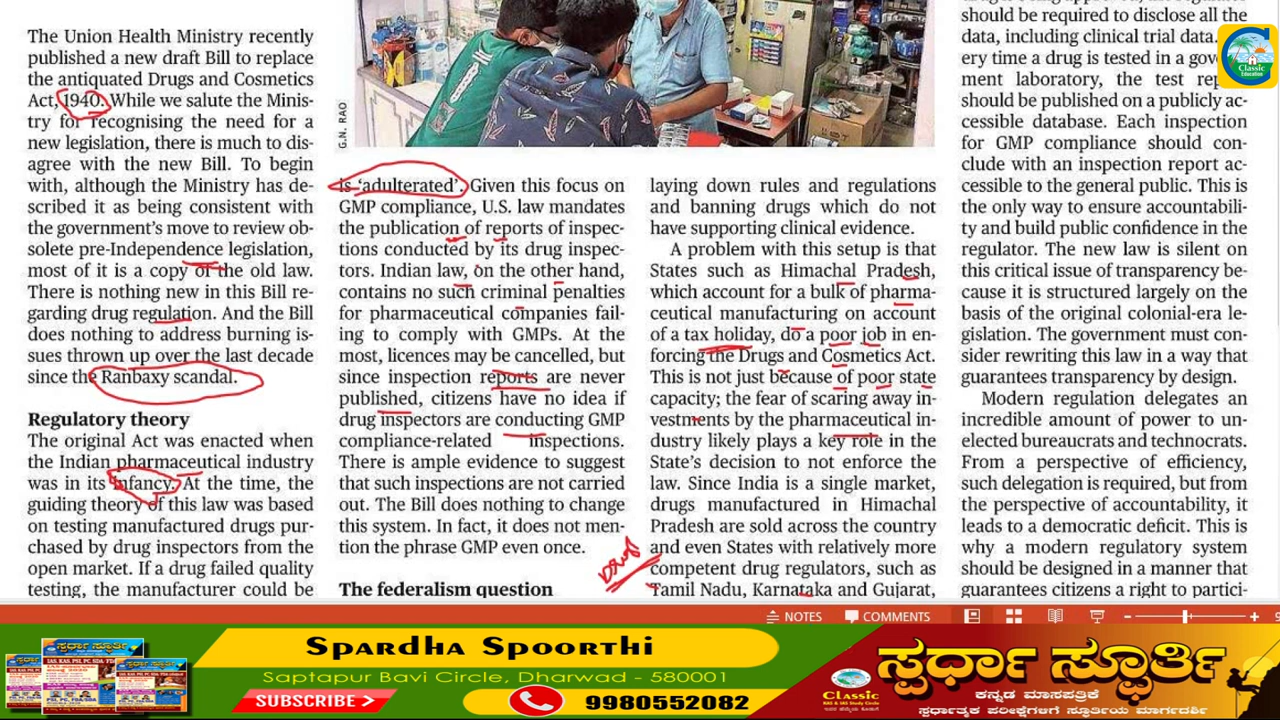 The Union Health Ministry recently
published a new draft Bill to replace
the antiquated Drugs and Cosmetics
Act, 1940. While we salute the Minis-
try for recognising the need for a
new legislation, there is much to dis-
agree with the new Bill. To begin
with, although the Ministry has de-
scribed it as being consistent with
the government's move to review ob-
solete pre-Independence legislation,
most of it is a copy of the old law.
There is nothing new in this Bill re-
garding drug regulation. And the Bill
does nothing to address burning is-
sues thrown up over the last decade
since the Ranbaxy scandal.
Regulatory theory
The original Act was enacted when
the Indian pharmaceutical industry
was in its infancy. At the time, the
guiding theory of this law was based
on testing manufactured drugs pur-
chased by drug inspectors from the
open market. If a drug failed quality
testing, the manufacturer could be
G.N. RAO
is 'adulterated'. Given this focus on
GMP compliance, U.S. law mandates
the publication of reports of inspec-
tions conducted by its drug inspec-
tors. Indian law, on the other hand,
contains no such criminal penalties
for pharmaceutical companies fail-
ing to comply with GMPs. At the
most, licences may be cancelled, but
since inspection reports are never
published, citizens have no idea if
drug inspectors are conducting GMP
compliance-related inspections.
There is ample evidence to suggest
that such inspections are not carried
out. The Bill does nothing to change
this system. In fact, it does not men-
tion the phrase GMP even once.
The federalism question
laying down rules and regulations
and banning drugs which do not
have supporting clinical evidence.
A problem with this setup is that
States such as Himachal Pradesh,
which account for a bulk of pharma-
ceutical manufacturing on account
of a tax holiday, do a poor job in en-
forcing the Drugs and Cosmetics Act.
This is not just because of poor state
capacity; the fear of scaring away in-
vestments by the pharmaceutical in-
dustry likely plays a key role in the
State's decision to not enforce the
law. Since India is a single market,
drugs manufactured in Himachal
Pradesh are sold across the country
and even States with relatively more
competent drug regulators, such as
Tamil Nadu, Karnataka and Gujarat,
should be required to disclose all the
data, including clinical trial data.
ery time a drug is tested in a
ment laboratory, the test
should be published on a publicly ac-
cessible database. Each inspection
for GMP compliance should con-
clude with an inspection report ac-
cessible to the general public. This is
the only way to ensure accountabili-
ty and build public confidence in the
regulator. The new law is silent on
this critical issue of transparency be-
cause it is structured largely on the
basis of the original colonial-era le-
gislation. The government must con-
sider rewriting this law in a way that
guarantees transparency by design.
Modern regulation delegates an
incredible amount of power to un-
elected bureaucrats and technocrats.
From a perspective of efficiency,
such delegation is required, but from
the perspective of accountability, it
leads to a democratic deficit. This is
why a modern regulatory system
should be designed in a manner that
guarantees citizens a right to partici-
Classic
Education
NOTES
COMMENTS
Spardha Spoorthi
Saptapur Bavi Circle, Dharwad - 580001
SUBSCRIBE
9980552082
ಸ್ಪರ್ಧಾ ಸ್ಫೂರ್ತಿ
ಕನ್ನಡ ಮಾಸಪತ್ರಿಕೆ
ಸ್ಪರ್ಧಾತ್ಮಕ ಪರೀಕ್ಷೆಗಳಿಗೆ ಸ್ಫೂರ್ತಿಯ ಮಾರ್ಗದರ್ಶಿ
Classic